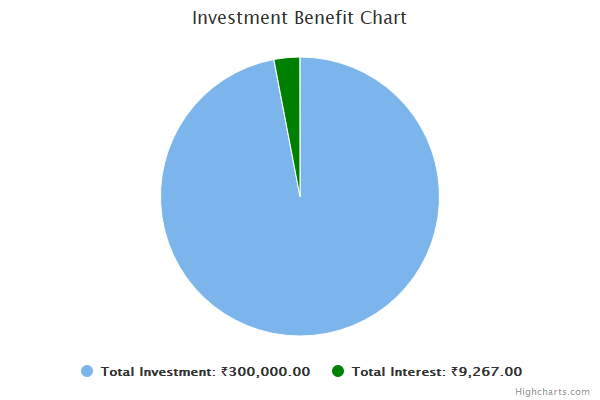 Investment Benefit Chart
Total Investment: ₹300,000.00 Total Interest: ₹9,267.00
Highcharts.com